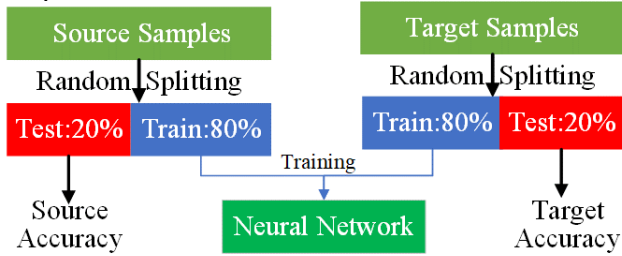 Source Samples
Target Samples
Random Splitting
Random Splitting
Test:20% Train:80%
Train:80% Test:20%
Training
Source
Accuracy
Neural Network
Target
Accuracy